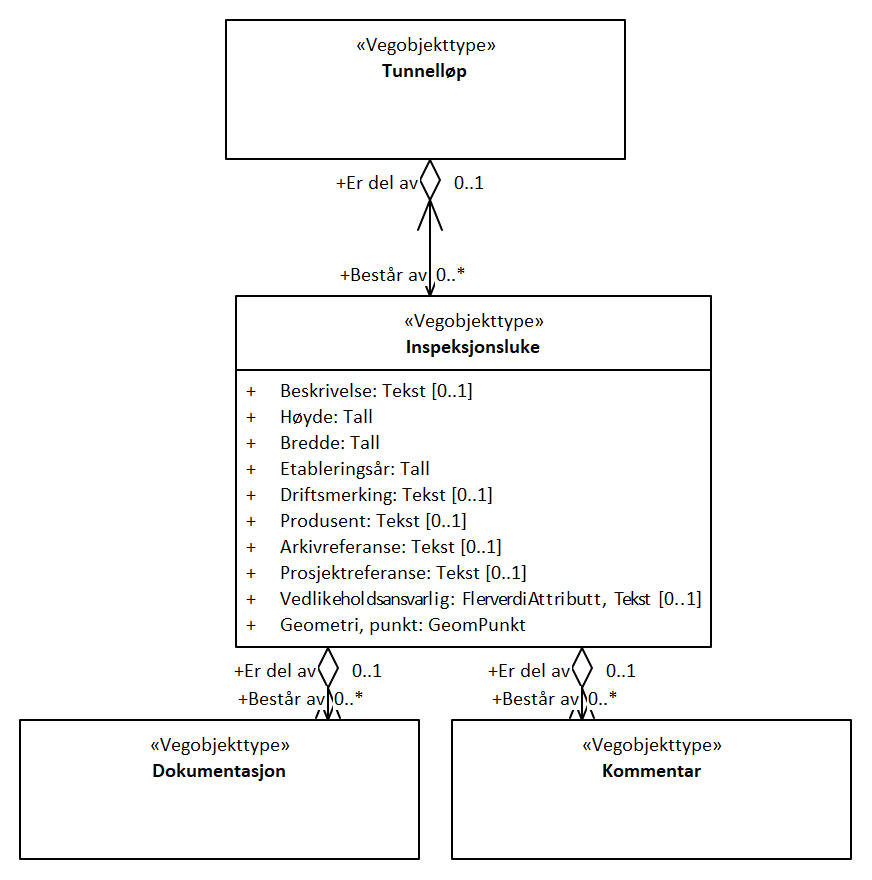 «Vegobjekttype»
Tunnelløp
+Er del av 0..1
+Består av 0..*
«Vegobjekttype»
Inspeksjonsluke
+ Beskrivelse: Tekst [0..1]
+ Høyde: Tall
+ Bredde: Tall
+ Etableringsår: Tall
+ Driftsmerking: Tekst [0..1]
+ Produsent: Tekst [0..1]
+ Arkivreferanse: Tekst [0..1]
+ Prosjektreferanse: Tekst [0..1]
+ Vedlikeholdsansvarlig: FlerverdiAttributt, Tekst [0..1]
+ Geometri, punkt: GeomPunkt
+Er del av 0..1 +Er del av 0..1
+Består av 0..* +Består av 0..*
«Vegobjekttype» «Vegobjekttype»
Dokumentasjon Kommentar